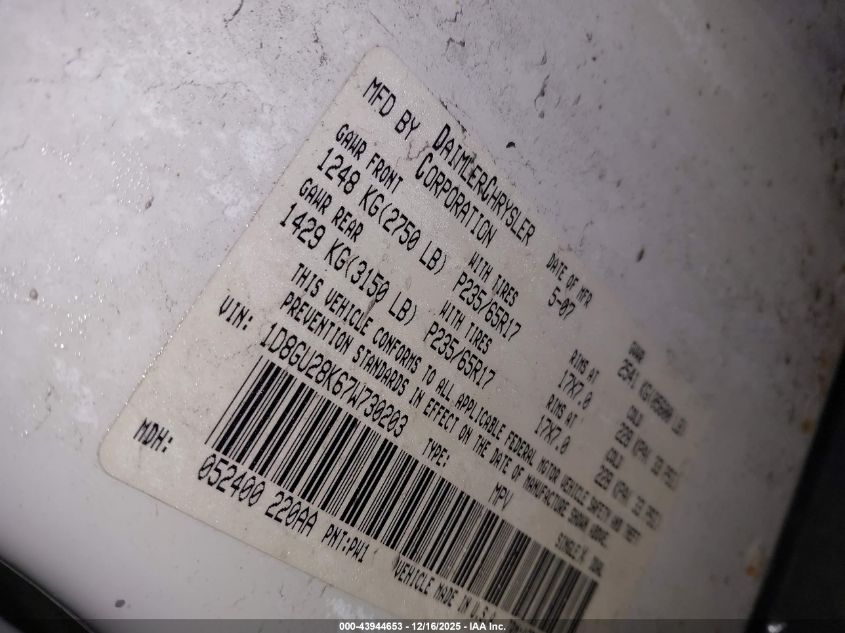 MFD BY DAIMLERCHRYSLER
CORPORATION
DATE OF MFR
5-07
GAWR FRONT
1248 KG(2750 LB)
WITH TIRES
P235/65R17
RIMS AT
17X7.0
COLD
GAWR REAR
1429 KG(3150 LB)
WITH TIRES
P235/65R17
RIMS AT
17X7.0
COLD
THIS VEHICLE CONFORMS TO ALL APPLICABLE FEDERAL MOTOR VEHICLE SAFETY AND THEFT
PREVENTION STANDARDS IN EFFECT ON THE DATE OF MANUFACTURE SHOWN ABOVE.
VIN: 1D8GU28K67W730203
TYPE: MPV
MDH: 052400 220AA
PNT:PW1
VEHICLE MADE IN U.S.A
000-43944653 - 12/16/2025 - IAA Inc.